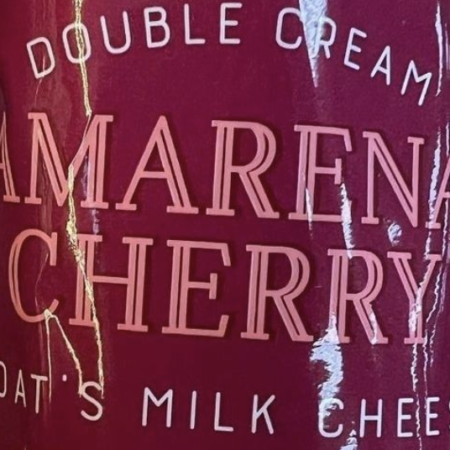 DOUBLE CREAM
AMARENA
CHERRY
OAT'S MILK CHEES